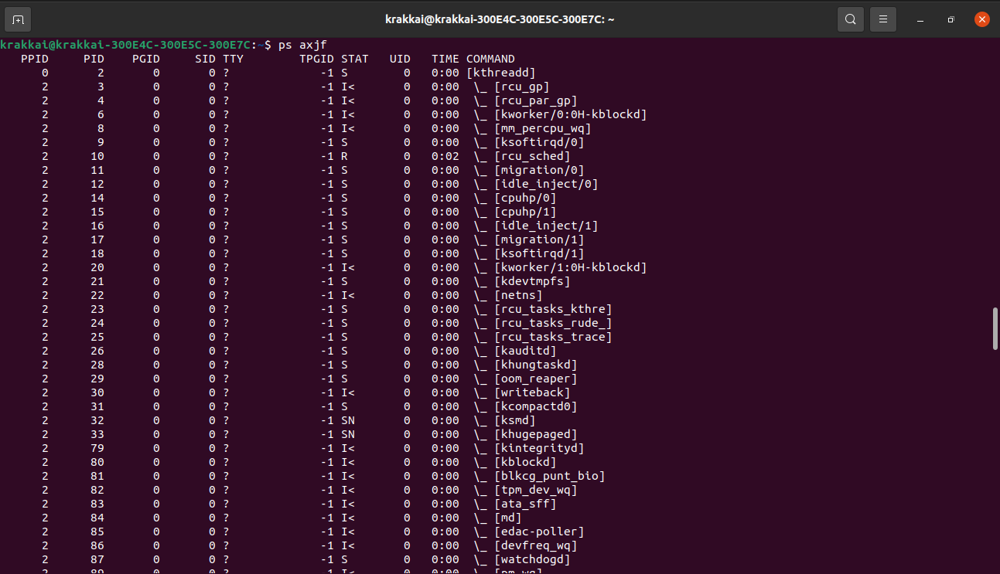 krakkai@krakkai-300E4C-300E5C-300E7C: ~
krakkai@krakkai-300E4C-300E5C-300E7C:~$ ps axjf
PPID PID PGID SID TTY TPGID STAT UID TIME COMMAND
0 2 0 0 ? -1 S 0 0:00 [kthreadd]
2 3 0 0 ? -1 I< 0 0:00 \_ [rcu_gp]
2 4 0 0 ? -1 I< 0 0:00 \_ [rcu_par_gp]
2 6 0 0 ? -1 I< 0 0:00 \_ [kworker/0:0H-kblockd]
2 8 0 0 ? -1 I< 0 0:00 \_ [mm_percpu_wq]
2 9 0 0 ? -1 S 0 0:00 \_ [ksoftirqd/0]
2 10 0 0 ? -1 R 0 0:02 \_ [rcu_sched]
2 11 0 0 ? -1 S 0 0:00 \_ [migration/0]
2 12 0 0 ? -1 S 0 0:00 \_ [idle_inject/0]
2 14 0 0 ? -1 S 0 0:00 \_ [cpuhp/0]
2 15 0 0 ? -1 S 0 0:00 \_ [cpuhp/1]
2 16 0 0 ? -1 S 0 0:00 \_ [idle_inject/1]
2 17 0 0 ? -1 S 0 0:00 \_ [migration/1]
2 18 0 0 ? -1 S 0 0:00 \_ [ksoftirqd/1]
2 20 0 0 ? -1 I< 0 0:00 \_ [kworker/1:0H-kblockd]
2 21 0 0 ? -1 S 0 0:00 \_ [kdevtmpfs]
2 22 0 0 ? -1 I< 0 0:00 \_ [netns]
2 23 0 0 ? -1 S 0 0:00 \_ [rcu_tasks_kthre]
2 24 0 0 ? -1 S 0 0:00 \_ [rcu_tasks_rude_]
2 25 0 0 ? -1 S 0 0:00 \_ [rcu_tasks_trace]
2 26 0 0 ? -1 S 0 0:00 \_ [kauditd]
2 28 0 0 ? -1 S 0 0:00 \_ [khungtaskd]
2 29 0 0 ? -1 S 0 0:00 \_ [oom_reaper]
2 30 0 0 ? -1 I< 0 0:00 \_ [writeback]
2 31 0 0 ? -1 S 0 0:00 \_ [kcompactd0]
2 32 0 0 ? -1 SN 0 0:00 \_ [ksmd]
2 33 0 0 ? -1 SN 0 0:00 \_ [khugepaged]
2 79 0 0 ? -1 I< 0 0:00 \_ [kintegrityd]
2 80 0 0 ? -1 I< 0 0:00 \_ [kblockd]
2 81 0 0 ? -1 I< 0 0:00 \_ [blkcg_punt_bio]
2 82 0 0 ? -1 I< 0 0:00 \_ [tpm_dev_wq]
2 83 0 0 ? -1 I< 0 0:00 \_ [ata_sff]
2 84 0 0 ? -1 I< 0 0:00 \_ [md]
2 85 0 0 ? -1 I< 0 0:00 \_ [edac-poller]
2 86 0 0 ? -1 I< 0 0:00 \_ [devfreq_wq]
2 87 0 0 ? -1 S 0 0:00 \_ [watchdogd]
2 89 0 0 ? -1 I< 0 0:00 \_ [pm_wq]